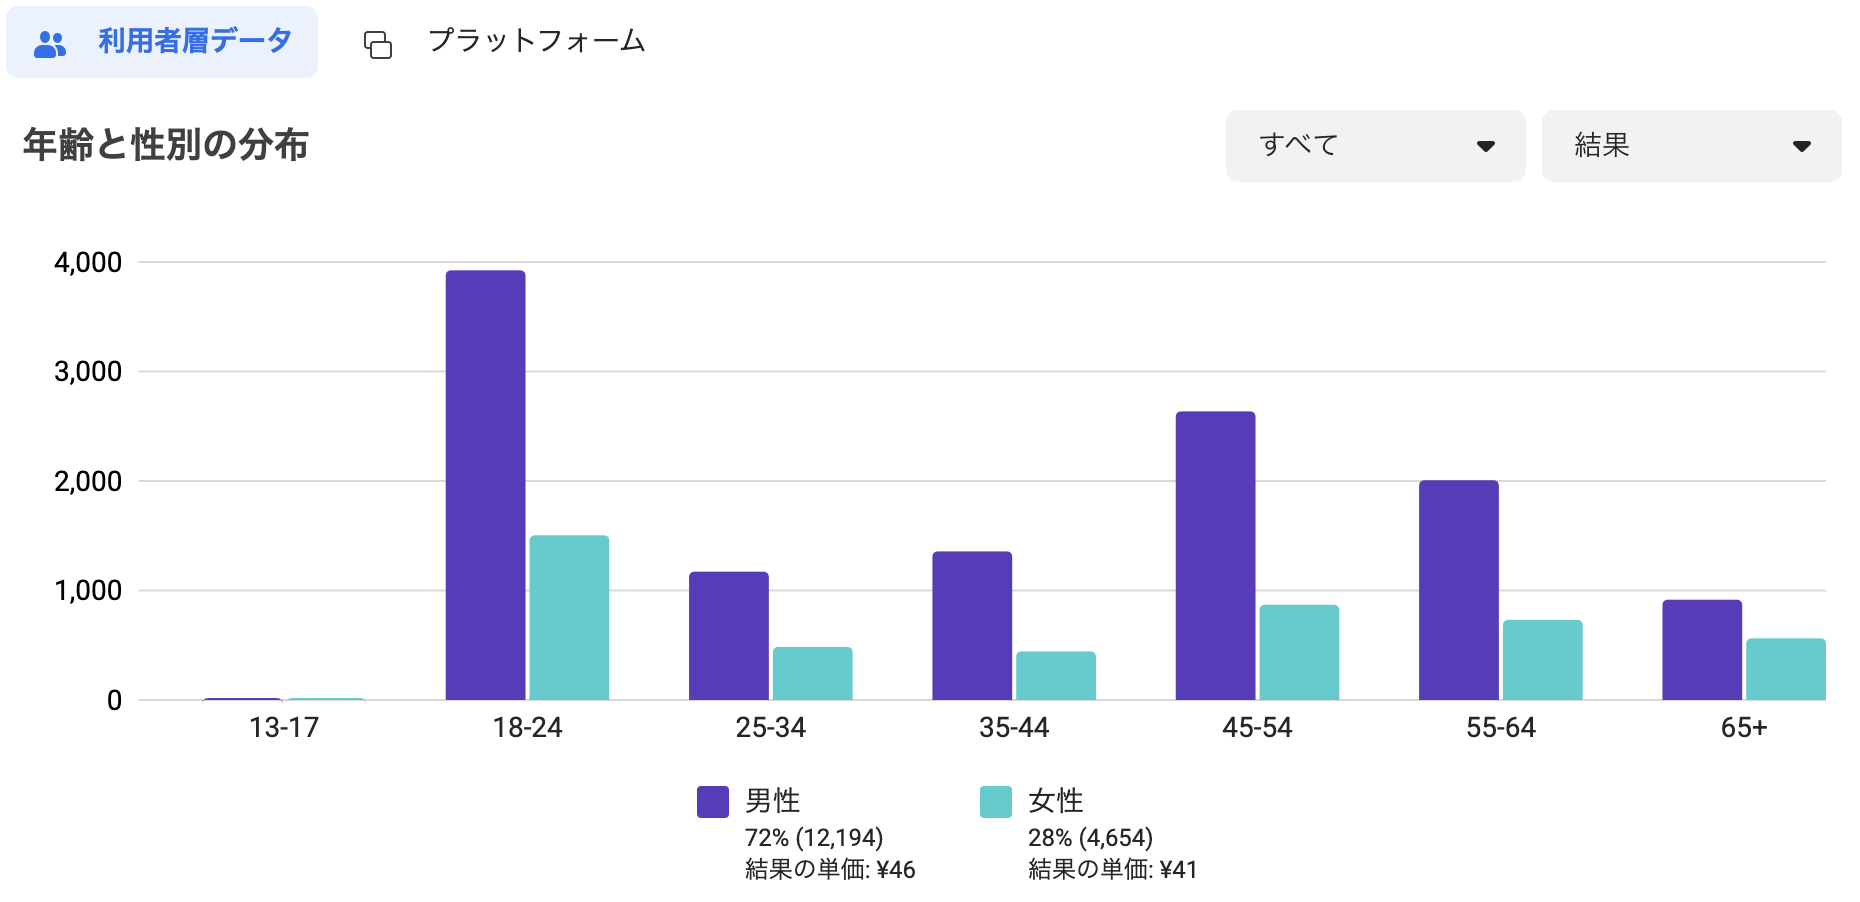 利用者層データ
プラットフォーム
年齢と性別の分布
すべて
結果
4,000
3,000
2,000
1,000
0
13-17
18-24
25-34
35-44
45-54
55-64
65+
男性
72% (12,194)
結果の単価: ¥46
女性
28% (4,654)
結果の単価: ¥41